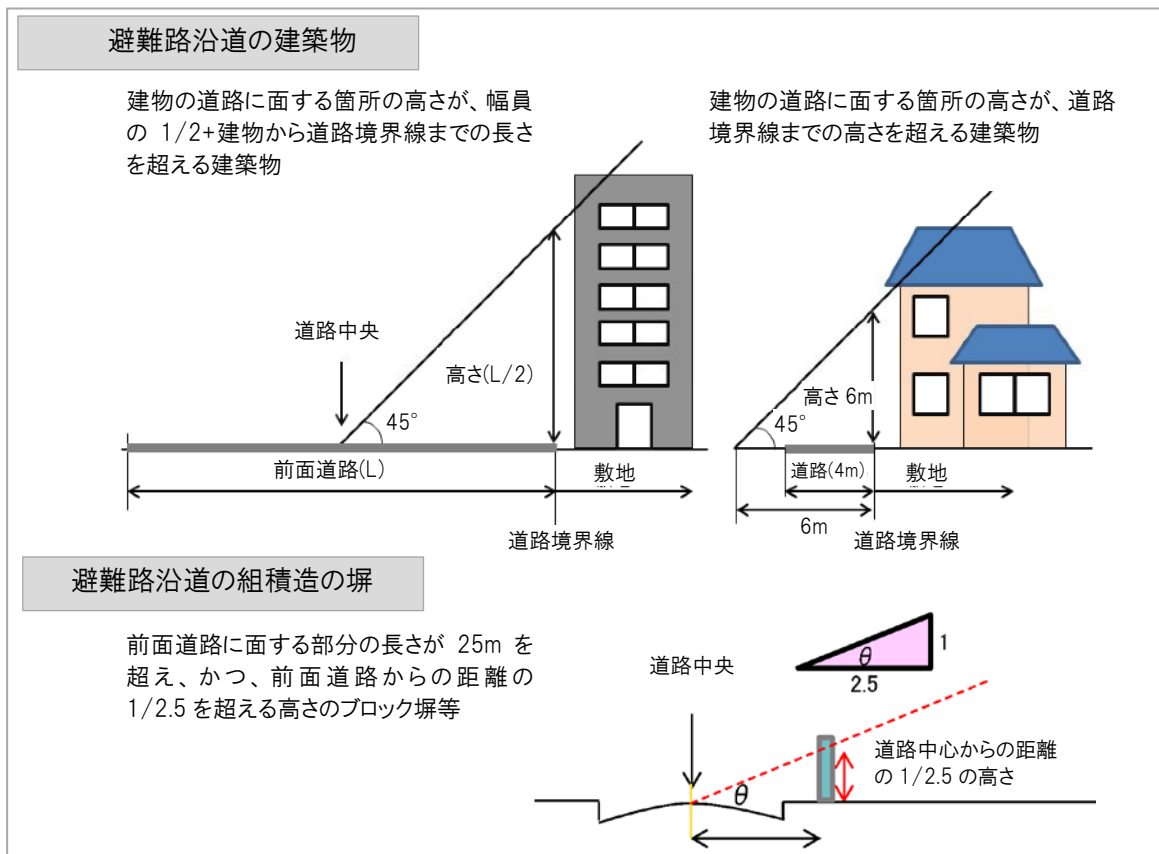 避難路沿道の建築物
建物の道路に面する箇所の高さが、幅員
の 1/2+建物から道路境界線までの長さ
を超える建築物
道路中央
高さ(L/2)
45°
前面道路(L)
敷地
道路境界線
建物の道路に面する箇所の高さが、道路
境界線までの高さを超える建築物
高さ 6m
45°
道路(4m)
敷地
6m
道路境界線
避難路沿道の組積造の塀
前面道路に面する部分の長さが 25m を
超え、かつ、前面道路からの距離の
1/2.5 を超える高さのブロック塀等
道路中央
θ
1
2.5
道路中心からの距離
の 1/2.5 の高さ
θ